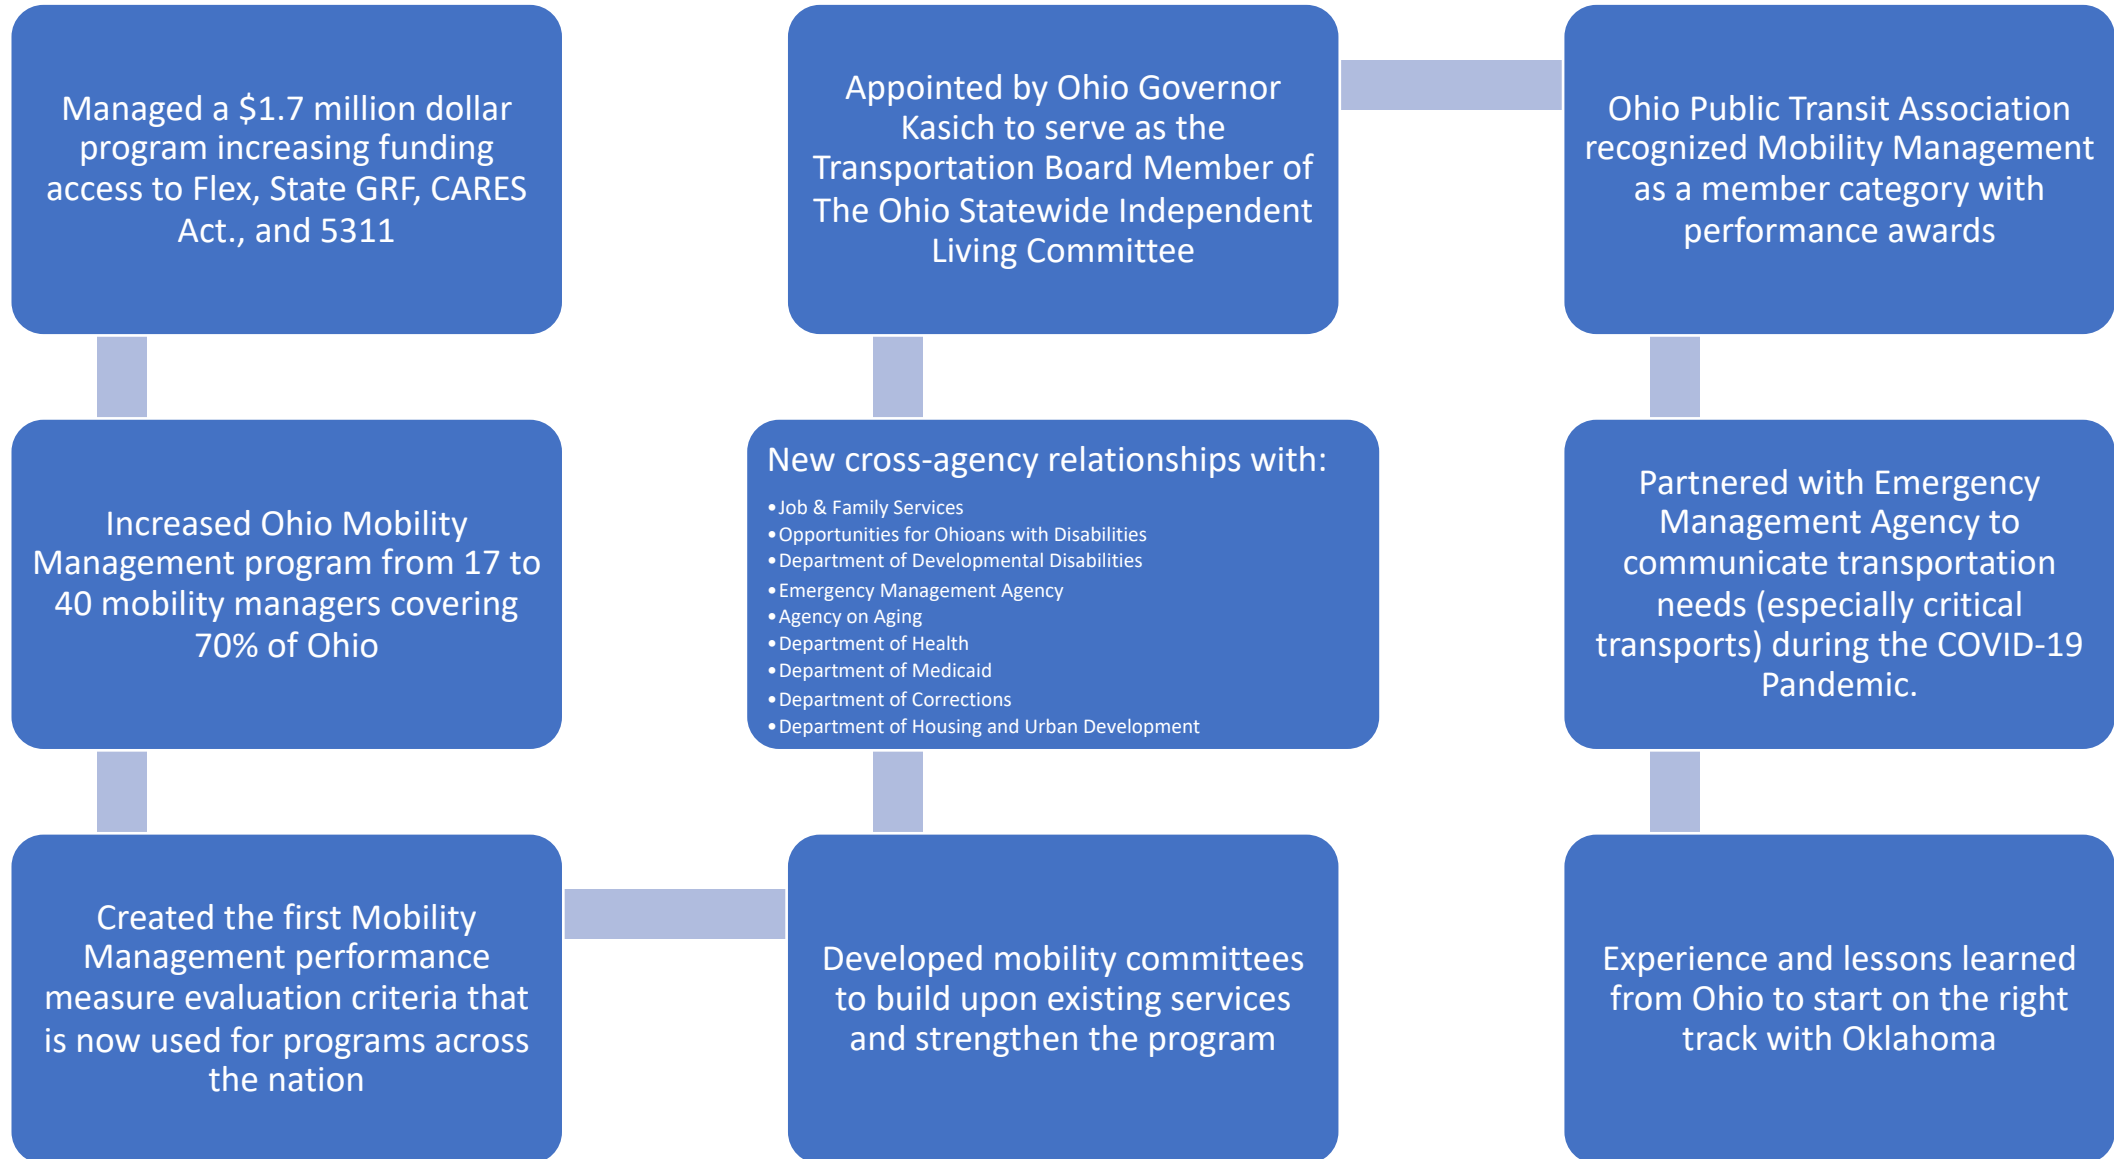 Managed a $1.7 million dollar
program increasing funding
access to Flex, State GRF, CARES
Act., and 5311
Increased Ohio Mobility
Management program from 17 to
40 mobility managers covering
70% of Ohio
Created the first Mobility
Management performance
measure evaluation criteria that
is now used for programs across
the nation
Developed mobility committees
to build upon existing services
and strengthen the program
New cross-agency relationships with:
•Job & Family Services
•Opportunities for Ohioans with Disabilities
•Department of Developmental Disabilities
•Emergency Management Agency
•Agency on Aging
•Department of Health
•Department of Medicaid
•Department of Corrections
•Department of Housing and Urban Development
Appointed by Ohio Governor
Kasich to serve as the
Transportation Board Member of
The Ohio Statewide Independent
Living Committee
Ohio Public Transit Association
recognized Mobility Management
as a member category with
performance awards
Partnered with Emergency
Management Agency to
communicate transportation
needs (especially critical
transports) during the COVID-19
Pandemic.
Experience and lessons learned
from Ohio to start on the right
track with Oklahoma